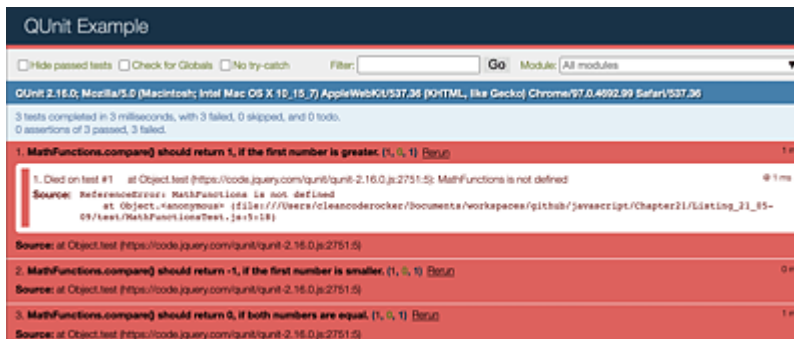 QUnit Example
Hide passed tests Check for Globals No try-catch Filter: Go Module: All modules
QUnit 2.16.0; Mozilla/5.0 (Macintosh; Intel Mac OS X 10_15_7) AppleWebKit/537.36 (KHTML, like Gecko) Chrome/97.0.4692.99 Safari/537.36
3 tests completed in 3 milliseconds, with 3 failed, 0 skipped, and 0 todo.
0 assertions of 3 passed, 3 failed.
1. MathFunctions.compare() should return 1, if the first number is greater. (1, 0, 1) Rerun 1
1. Died on test #1 at Object.test (https://code.jquery.com/qunit/qunit-2.16.0.js:2751:5): MathFunctions is not defined @ 1 ms
Source: ReferenceError: MathFunctions is not defined
at Object.<anonymous> (file:///Users/cleancoderocker/Documents/workspaces/github/javascript/Chapter21/Listing_21_05-
09/test/MathFunctionsTest.js:5:18)
Source: at Object.test (https://code.jquery.com/qunit/qunit-2.16.0.js:2751:5)
2. MathFunctions.compare() should return -1, if the first number is smaller. (1, 0, 1) Rerun 0
Source: at Object.test (https://code.jquery.com/qunit/qunit-2.16.0.js:2751:5)
3. MathFunctions.compare() should return 0, if both numbers are equal. (1, 0, 1) Rerun 1
Source: at Object.test (https://code.jquery.com/qunit/qunit-2.16.0.js:2751:5)